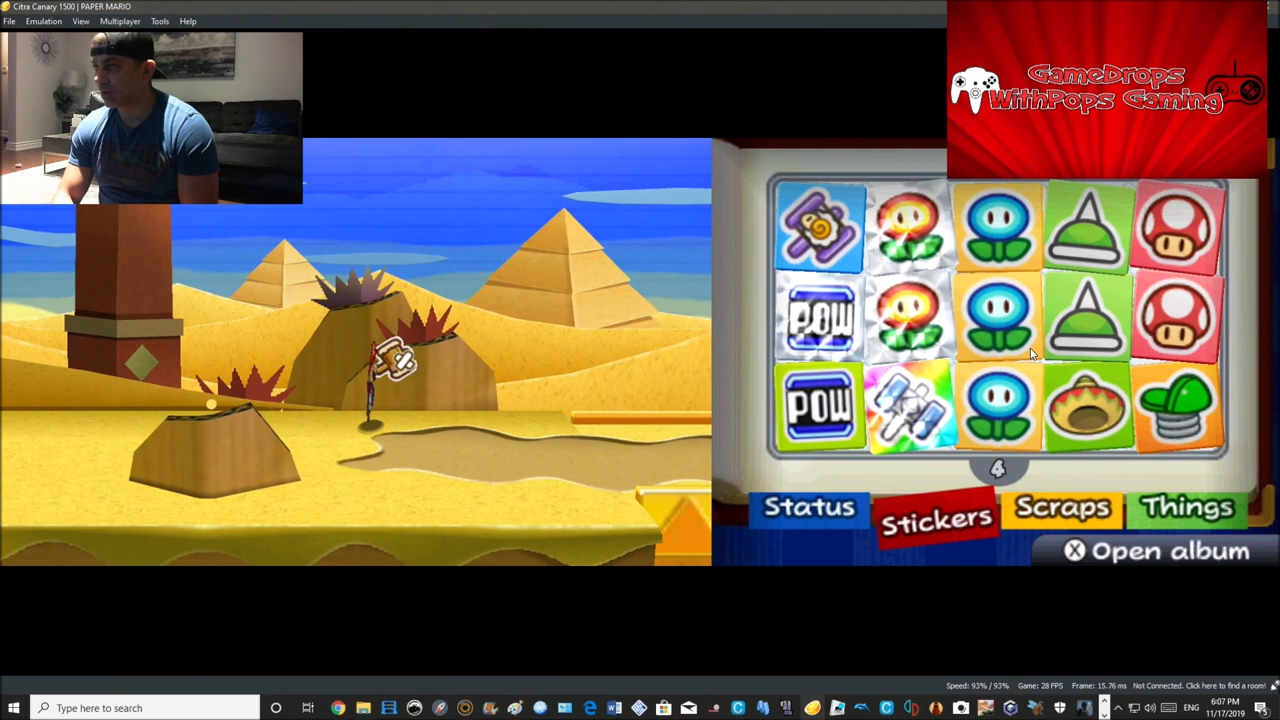 Citra Canary 1500 | PAPER MARIO
File Emulation View Multiplayer Tools Help
GameDrops
WithPops Gaming
POW
POW
4
Status Stickers Scraps Things
X Open album
Speed: 93% / 93% Game: 28 FPS Frame: 15.76 ms Not Connected. Click here to find a room!
Type here to search
ENG
6:07 PM
11/17/2019